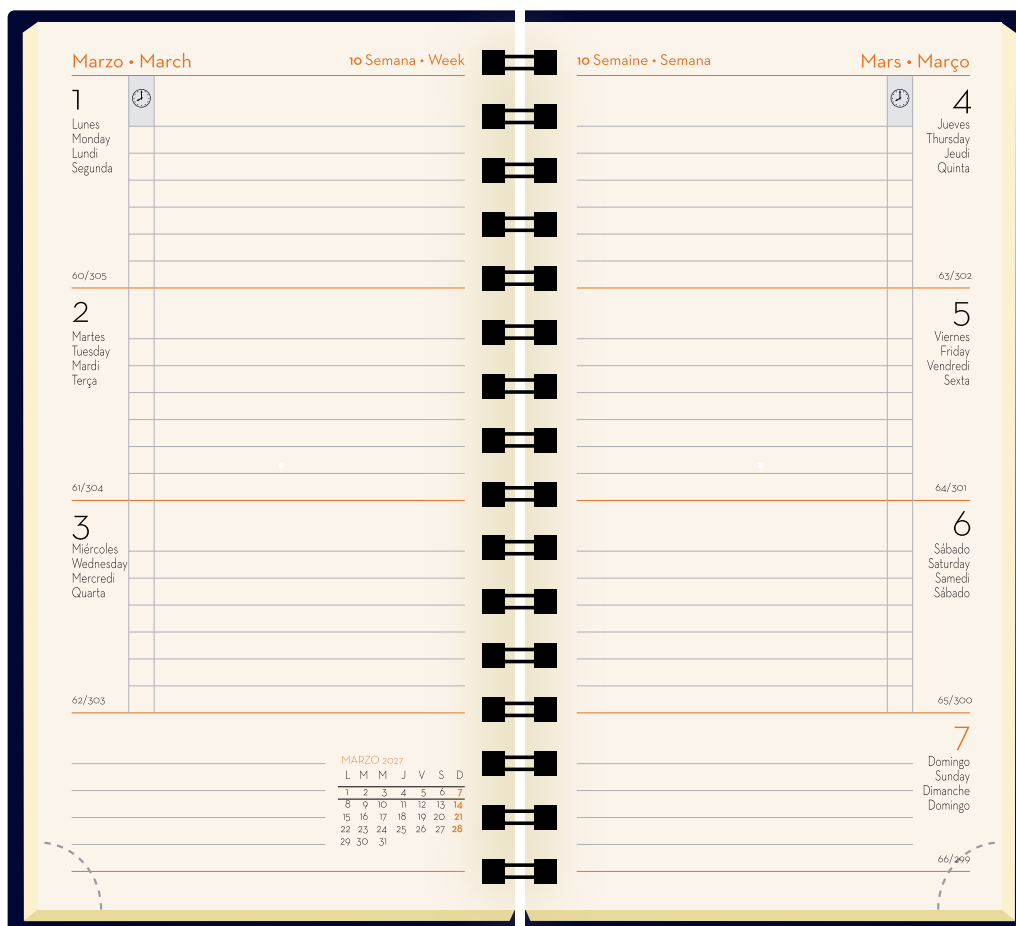 Marzo • March
10 Semana • Week
1
Lunes
Monday
Lundi
Segunda
60/305
2
Martes
Tuesday
Mardi
Terça
61/304
3
Miércoles
Wednesday
Mercredi
Quarta
62/303
MARZO 2027
L M M J V S D
1 2 3 4 5 6 7
8 9 10 11 12 13 14
15 16 17 18 19 20 21
22 23 24 25 26 27 28
29 30 31
10 Semaine • Semana
Mars • Março
4
Jueves
Thursday
Jeudi
Quinta
63/302
5
Viernes
Friday
Vendredi
Sexta
64/301
6
Sábado
Saturday
Samedi
Sábado
65/300
7
Domingo
Sunday
Dimanche
Domingo
66/299